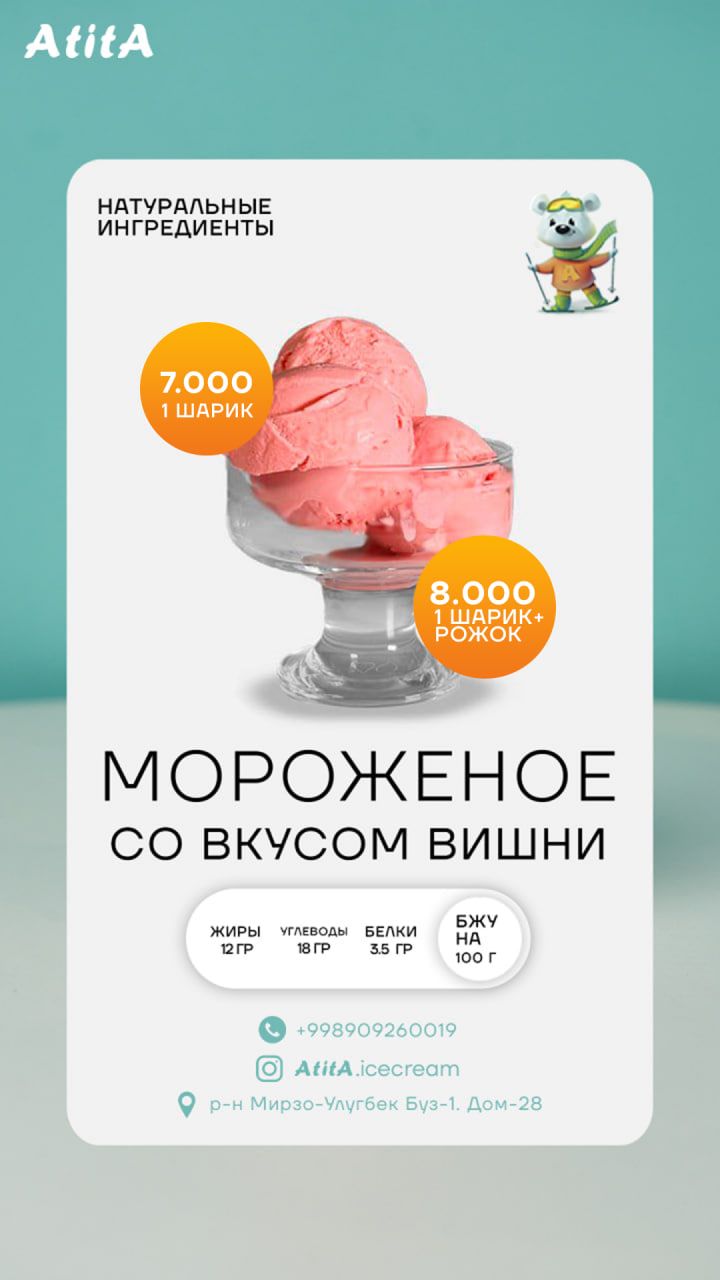 AtitA
НАТУРАЛЬНЫЕ
ИНГРЕДИЕНТЫ
A
7.000
1 ШАРИК
8.000
1 ШАРИК+
РОЖОК
МОРОЖЕНОЕ
СО ВКУСОМ ВИШНИ
ЖИРЫ
12 ГР
УГЛЕВОДЫ
18 ГР
БЕЛКИ
3.5 ГР
БЖУ
НА
100 Г
+998909260019
AtitA.icecream
р-н Мирзо-Улугбек Буз-1. Дом-28